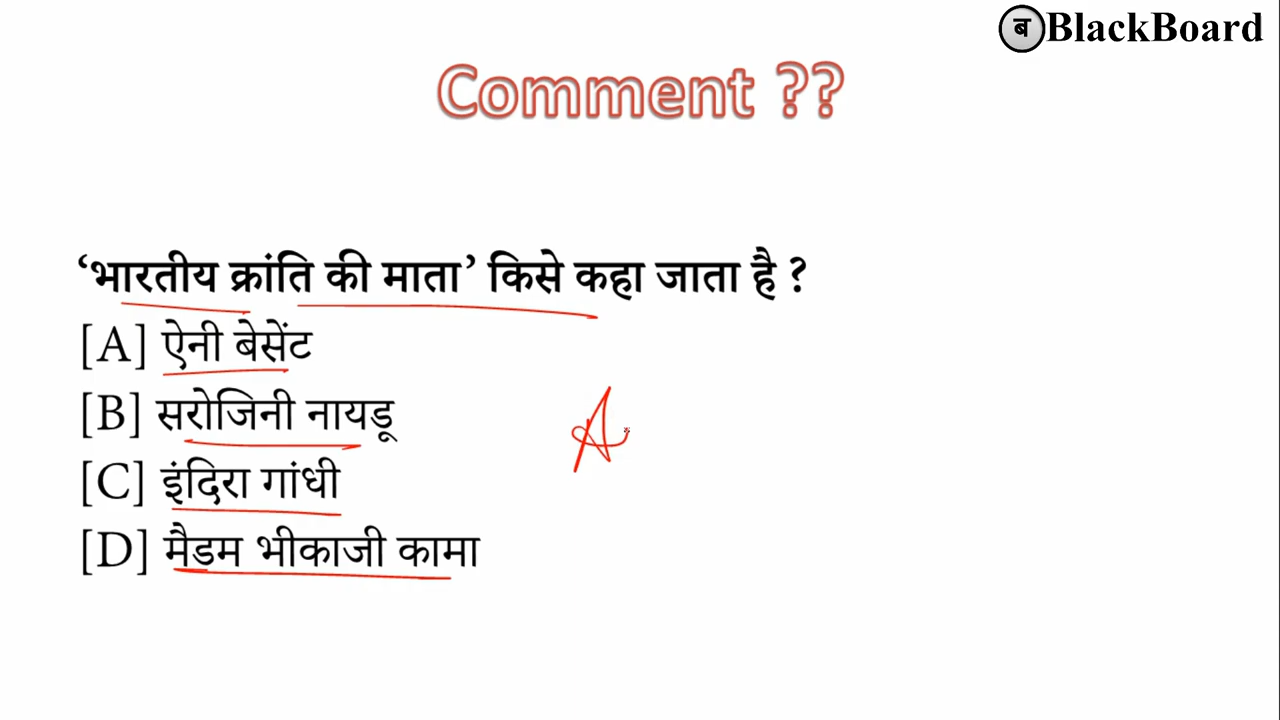 ब BlackBoard
Comment ??
‘भारतीय क्रांति की माता’ किसे कहा जाता है ?
[A] ऐनी बेसेंट
[B] सरोजिनी नायडू
[C] इंदिरा गांधी
[D] मैडम भीकाजी कामा
A